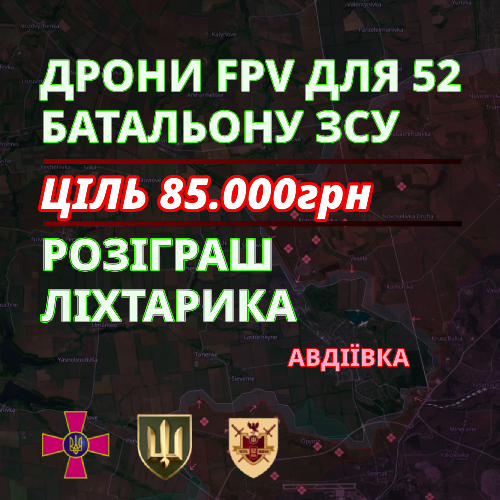 ДРОНИ FPV ДЛЯ 52
БАТАЛЬОНУ ЗСУ
ЦІЛЬ 85.000грн
РОЗІГРАШ
ЛІХТАРИКА
АВДІЇВКА